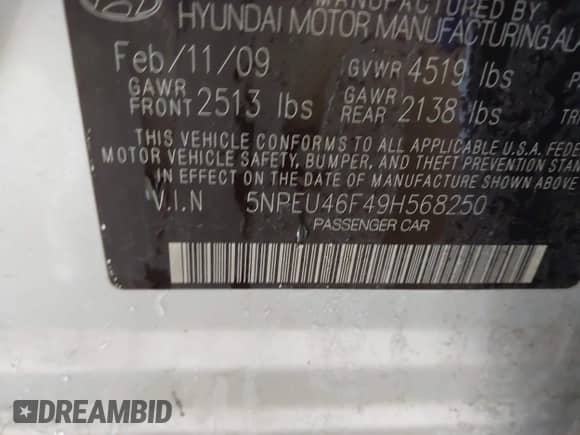 MANUFACTURED BY
HYUNDAI MOTOR MANUFACTURING
Feb/11/09 GVWR 4519 lbs
GAWR FRONT 2513 lbs GAWR REAR 2138 lbs
THIS VEHICLE CONFORMS TO ALL APPLICABLE U.S.A.
MOTOR VEHICLE SAFETY, BUMPER, AND THEFT PREVENTION
IN EFFECT ON THE DATE OF MANUFACTURE SHOWN ABOVE
V.I.N 5NPEU46F49H568250
PASSENGER CAR
DREAMBID